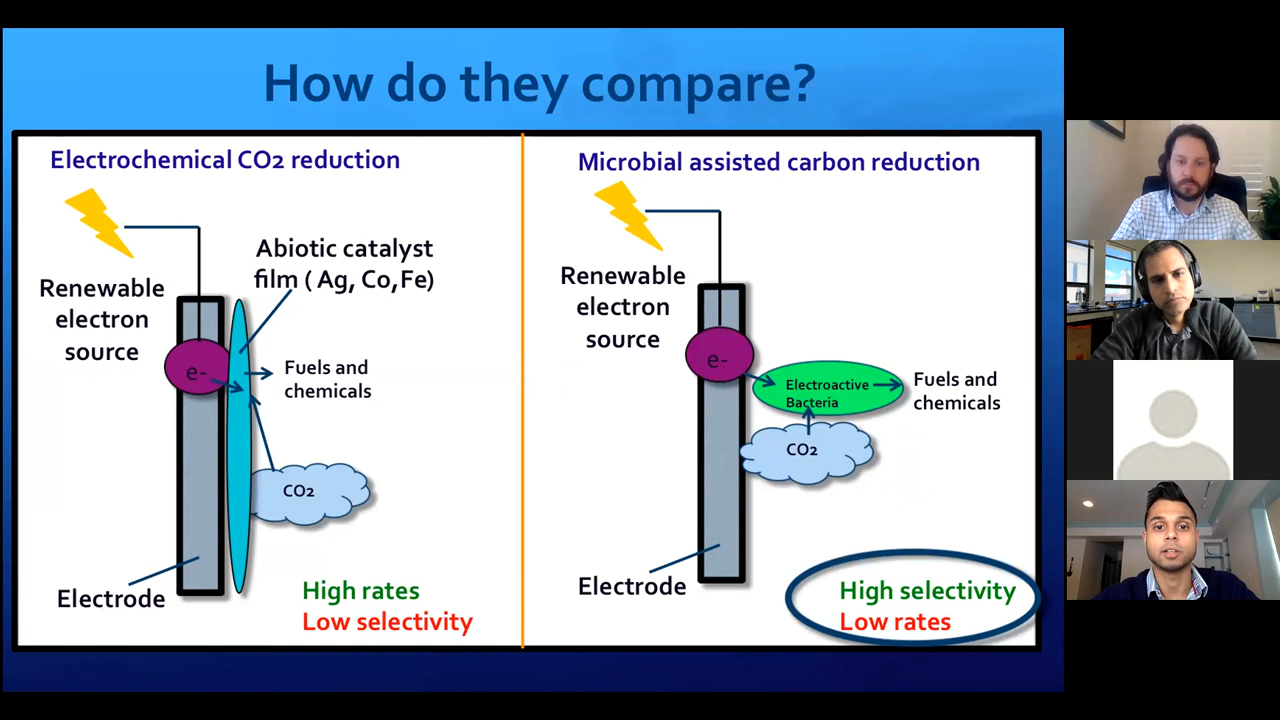 How do they compare?
Electrochemical CO2 reduction
Abiotic catalyst
film ( Ag, Co,Fe)
Renewable
electron
source
e-
Fuels and
chemicals
CO2
Electrode
High rates
Low selectivity
Microbial assisted carbon reduction
Renewable
electron
source
e-
Electroactive
Bacteria
Fuels and
chemicals
CO2
Electrode
High selectivity
Low rates